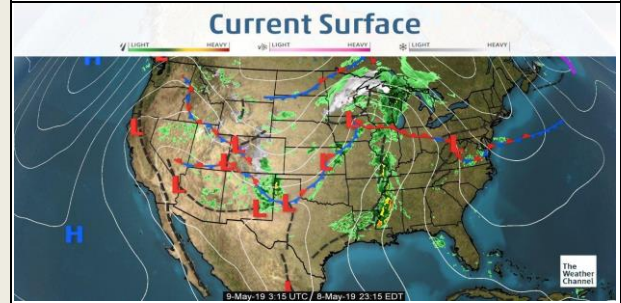 Current Surface
LIGHT HEAVY LIGHT HEAVY LIGHT HEAVY
H
L
L
L
L
L
L
L
L
L
L
H
L
The
Weather
Channel
9-May-19 3:15 UTC / 8-May-19 23:15 EDT